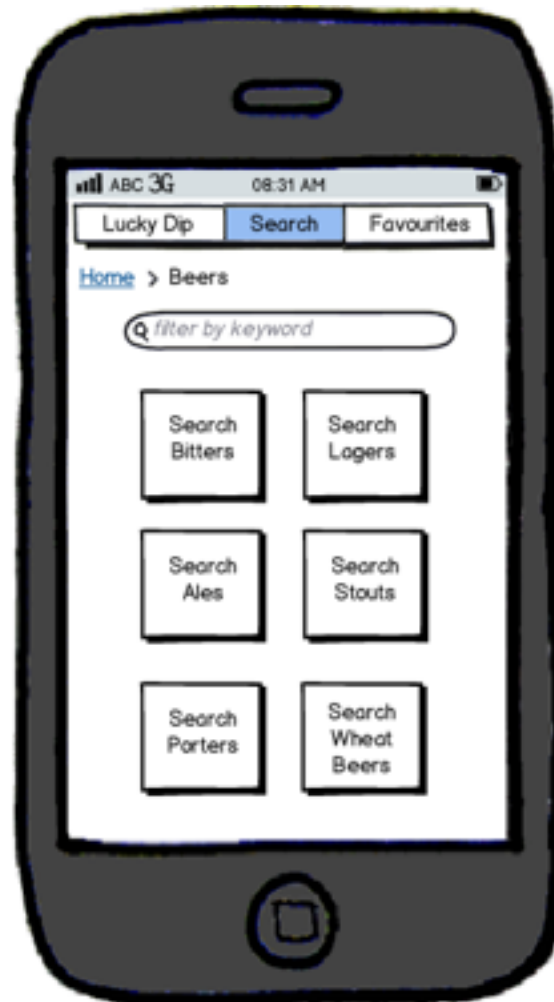 ABC 3G 08:31 AM
Lucky Dip Search Favourites
Home > Beers
filter by keyword
Search Search
Bitters Lagers
Search Search
Ales Stouts
Search Search
Porters Wheat
Beers